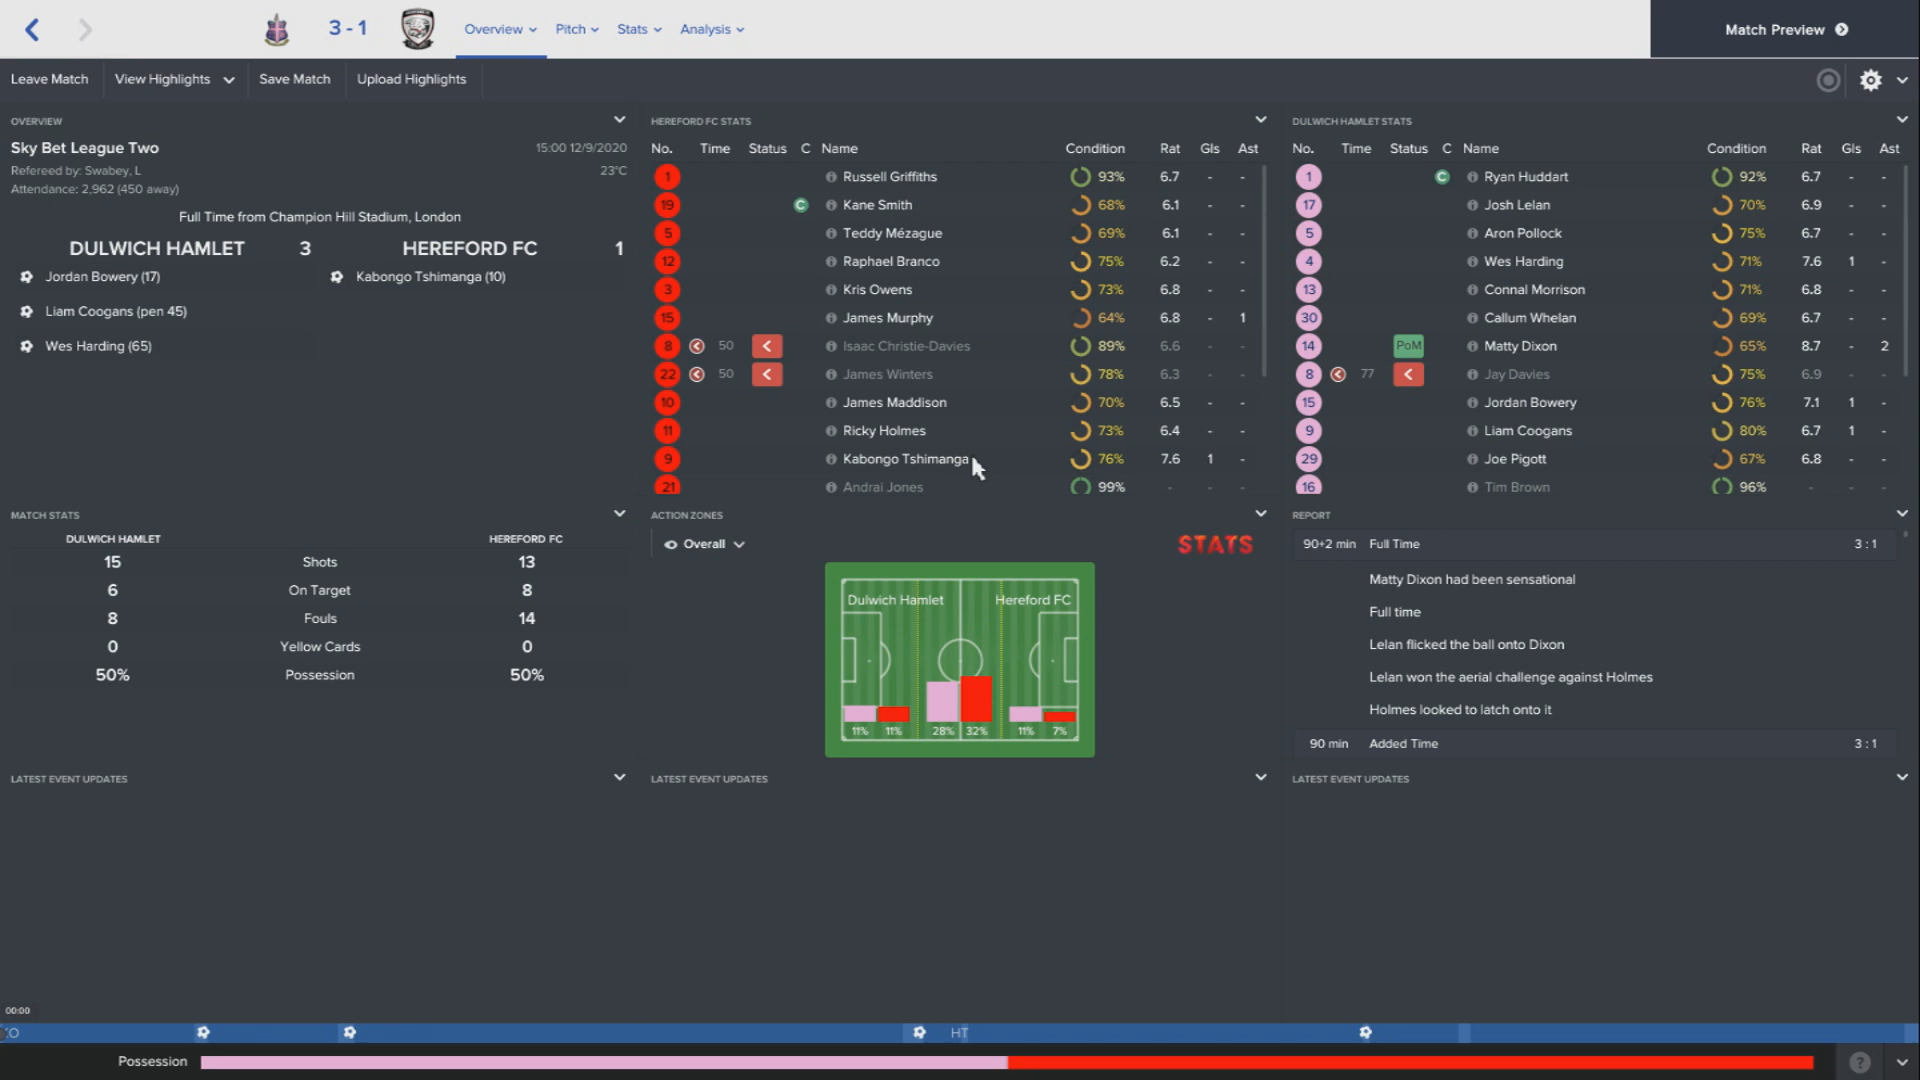 3 - 1
Overview
Pitch
Stats
Analysis
Match Preview
Leave Match
View Highlights
Save Match
Upload Highlights
OVERVIEW
Sky Bet League Two
15:00 12/9/2020
Refereed by: Swabey, L
23°C
Attendance: 2,962 (450 away)
Full Time from Champion Hill Stadium, London
DULWICH HAMLET 3 HEREFORD FC 1
Jordan Bowery (17)
Kabongo Tshimanga (10)
Liam Coogans (pen 45)
Wes Harding (65)
HEREFORD FC STATS
No. Time Status C Name Condition Rat Gls Ast
1 Russell Griffiths 93% 6.7 - -
19 C Kane Smith 68% 6.1 - -
5 Teddy Mézague 69% 6.1 - -
12 Raphael Branco 75% 6.2 - -
3 Kris Owens 73% 6.8 - -
15 James Murphy 64% 6.8 - 1
8 50 Isaac Christie-Davies 89% 6.6 - -
22 50 James Winters 78% 6.3 - -
10 James Maddison 70% 6.5 - -
11 Ricky Holmes 73% 6.4 - -
9 Kabongo Tshimanga 76% 7.6 1 -
21 Andrai Jones 99% - - -
DULWICH HAMLET STATS
No. Time Status C Name Condition Rat Gls Ast
1 C Ryan Huddart 92% 6.7 - -
17 Josh Lelan 70% 6.9 - -
5 Aron Pollock 75% 6.7 - -
4 Wes Harding 71% 7.6 1 -
13 Connal Morrison 71% 6.8 - -
30 Callum Whelan 69% 6.7 - -
14 PoM Matty Dixon 65% 8.7 - 2
8 77 Jay Davies 75% 6.9 - -
15 Jordan Bowery 76% 7.1 1 -
9 Liam Coogans 80% 6.7 1 -
29 Joe Pigott 67% 6.8 - -
16 Tim Brown 96% - - -
MATCH STATS
DULWICH HAMLET HEREFORD FC
15 Shots 13
6 On Target 8
8 Fouls 14
0 Yellow Cards 0
50% Possession 50%
ACTION ZONES
Overall
STATS
Dulwich Hamlet Hereford FC
11% 11% 28% 32% 11% 7%
REPORT
90+2 min Full Time 3 : 1
Matty Dixon had been sensational
Full time
Lelan flicked the ball onto Dixon
Lelan won the aerial challenge against Holmes
Holmes looked to latch onto it
90 min Added Time 3 : 1
LATEST EVENT UPDATES
LATEST EVENT UPDATES
LATEST EVENT UPDATES
00:00
HT
Possession
?